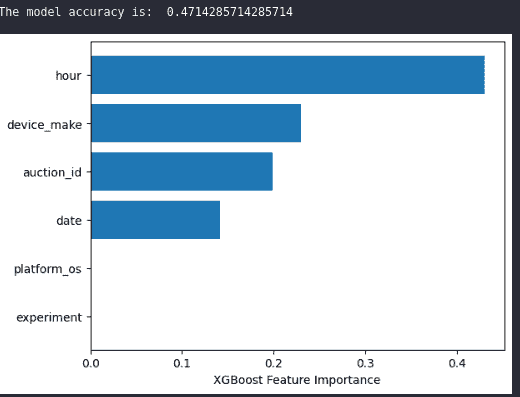 The model accuracy is:  0.4714285714285714
hour
device_make
auction_id
date
platform_os
experiment
0.0 0.1 0.2 0.3 0.4
XGBoost Feature Importance